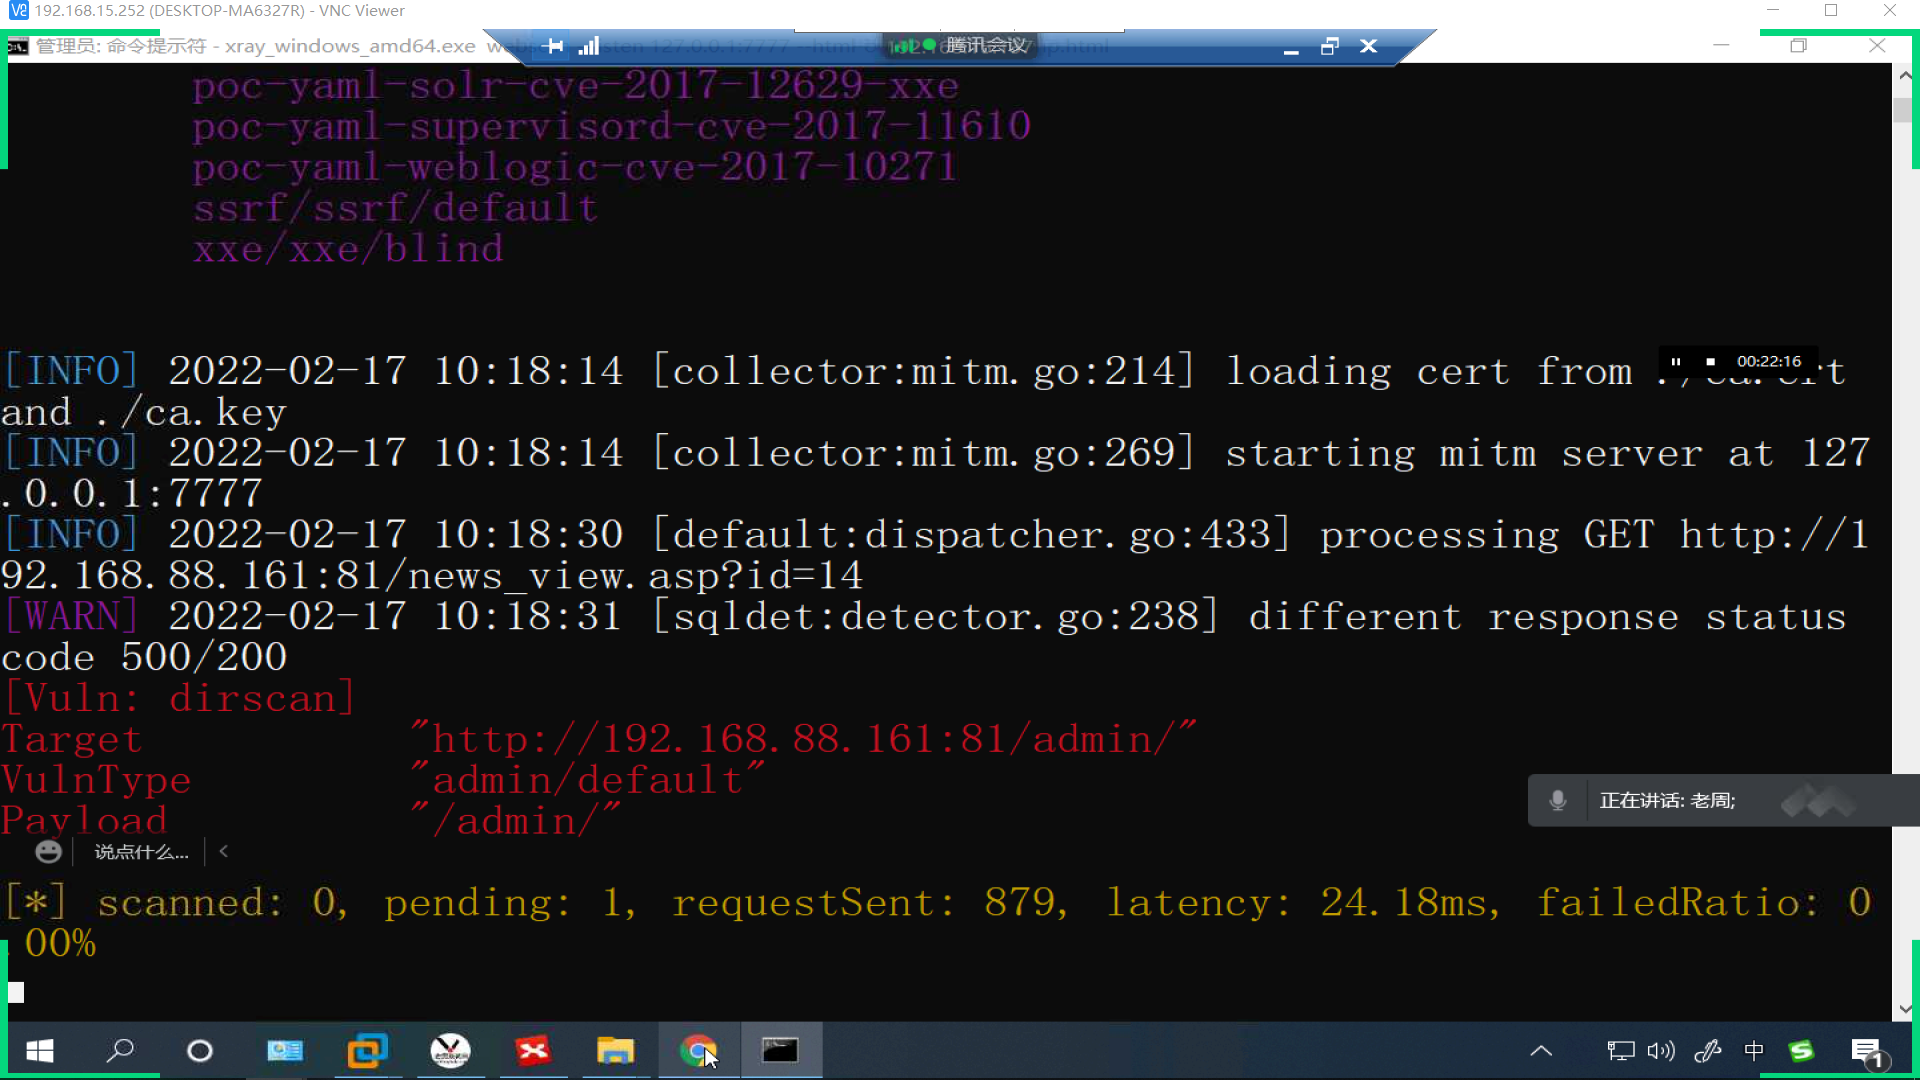 192.168.15.252 (DESKTOP-MA6327R) - VNC Viewer
管理员: 命令提示符 - xray_windows_amd64.exe
腾讯会议
poc-yaml-solr-cve-2017-12629-xxe
poc-yaml-supervisord-cve-2017-11610
poc-yaml-weblogic-cve-2017-10271
ssrf/ssrf/default
xxe/xxe/blind
[INFO] 2022-02-17 10:18:14 [collector:mitm.go:214] loading cert from
00:22:16
and ./ca.key
[INFO] 2022-02-17 10:18:14 [collector:mitm.go:269] starting mitm server at 127
.0.0.1:7777
[INFO] 2022-02-17 10:18:30 [default:dispatcher.go:433] processing GET http://1
92.168.88.161:81/news_view.asp?id=14
[WARN] 2022-02-17 10:18:31 [sqldet:detector.go:238] different response status
code 500/200
[Vuln: dirscan]
Target "http://192.168.88.161:81/admin/"
VulnType "admin/default"
Payload "/admin/"
正在讲话: 老周;
说点什么...
[*] scanned: 0, pending: 1, requestSent: 879, latency: 24.18ms, failedRatio: 0
.00%
中
1